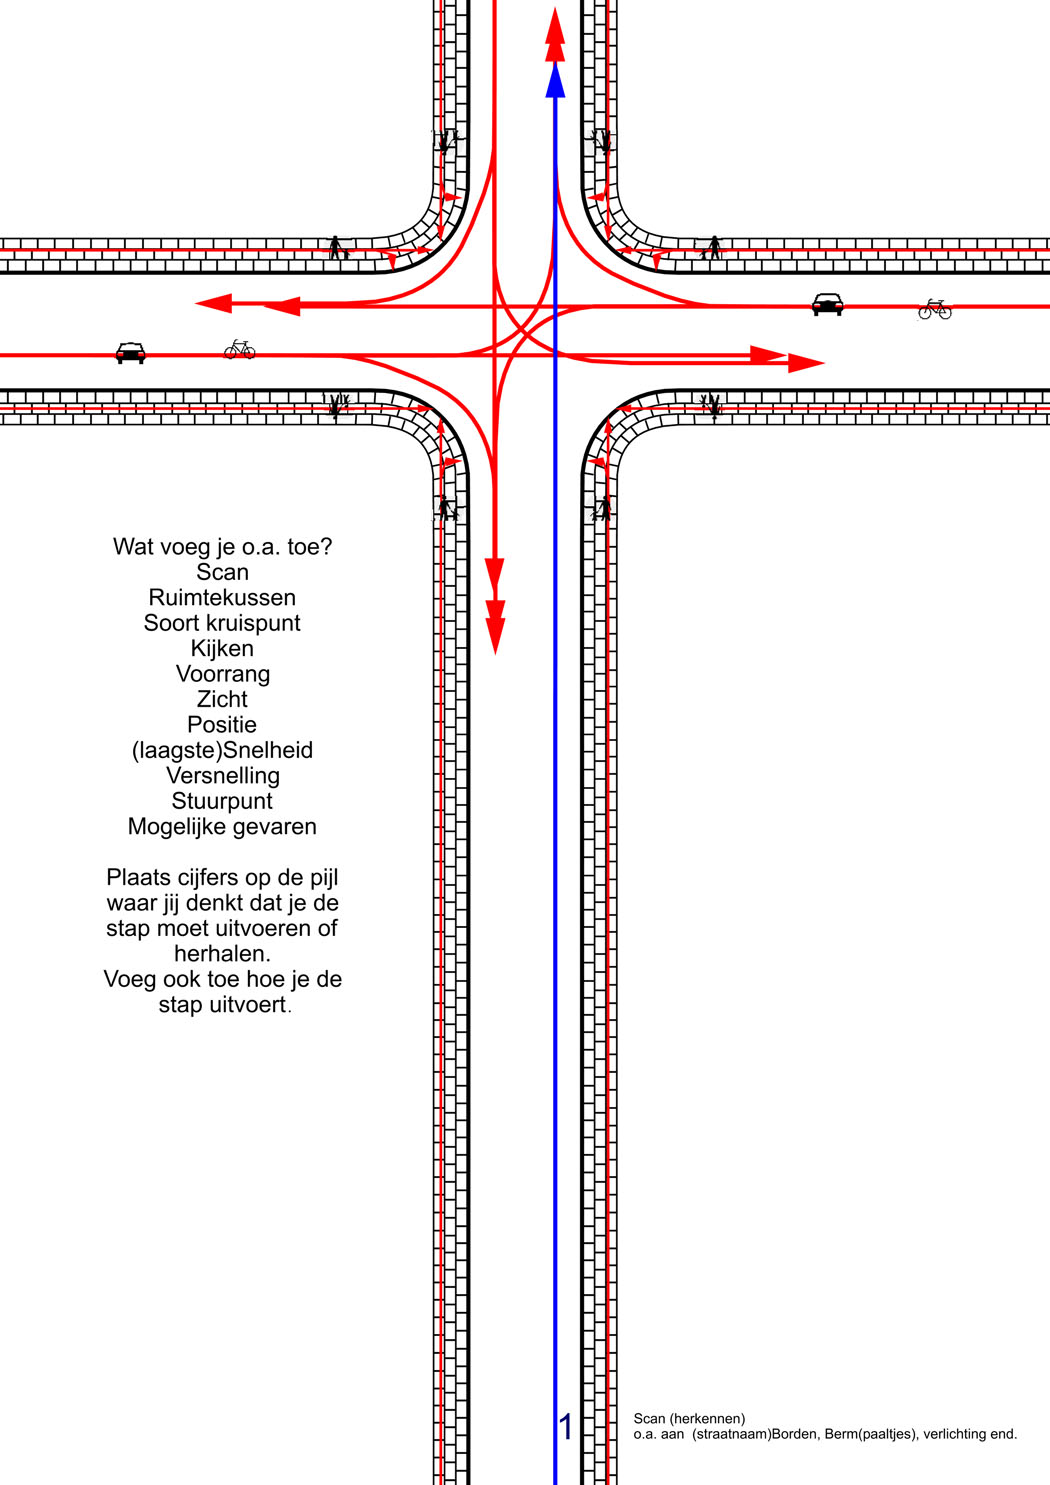 Wat voeg je o.a. toe?
Scan
Ruimtekussen
Soort kruispunt
Kijken
Voorrang
Zicht
Positie
(laagste)Snelheid
Versnelling
Stuurpunt
Mogelijke gevaren
Plaats cijfers op de pijl
waar jij denkt dat je de
stap moet uitvoeren of
herhalen.
Voeg ook toe hoe je de
stap uitvoert.
1
Scan (herkennen)
o.a. aan (straatnaam)Borden, Berm(paaltjes), verlichting end.